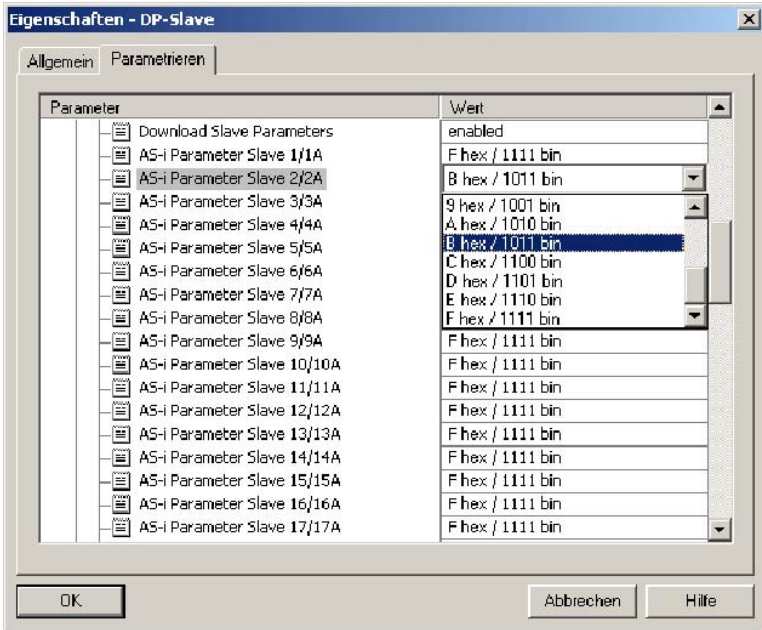 Eigenschaften - DP-Slave
Allgemein Parametrieren
Parameter Wert
Download Slave Parameters enabled
AS-i Parameter Slave 1/1A F hex / 1111 bin
AS-i Parameter Slave 2/2A B hex / 1011 bin
AS-i Parameter Slave 3/3A 9 hex / 1001 bin
AS-i Parameter Slave 4/4A A hex / 1010 bin
B hex / 1011 bin
AS-i Parameter Slave 5/5A C hex / 1100 bin
AS-i Parameter Slave 6/6A D hex / 1101 bin
AS-i Parameter Slave 7/7A E hex / 1110 bin
AS-i Parameter Slave 8/8A F hex / 1111 bin
AS-i Parameter Slave 9/9A F hex / 1111 bin
AS-i Parameter Slave 10/10A F hex / 1111 bin
AS-i Parameter Slave 11/11A F hex / 1111 bin
AS-i Parameter Slave 12/12A F hex / 1111 bin
AS-i Parameter Slave 13/13A F hex / 1111 bin
AS-i Parameter Slave 14/14A F hex / 1111 bin
AS-i Parameter Slave 15/15A F hex / 1111 bin
AS-i Parameter Slave 16/16A F hex / 1111 bin
AS-i Parameter Slave 17/17A F hex / 1111 bin
OK Abbrechen Hilfe